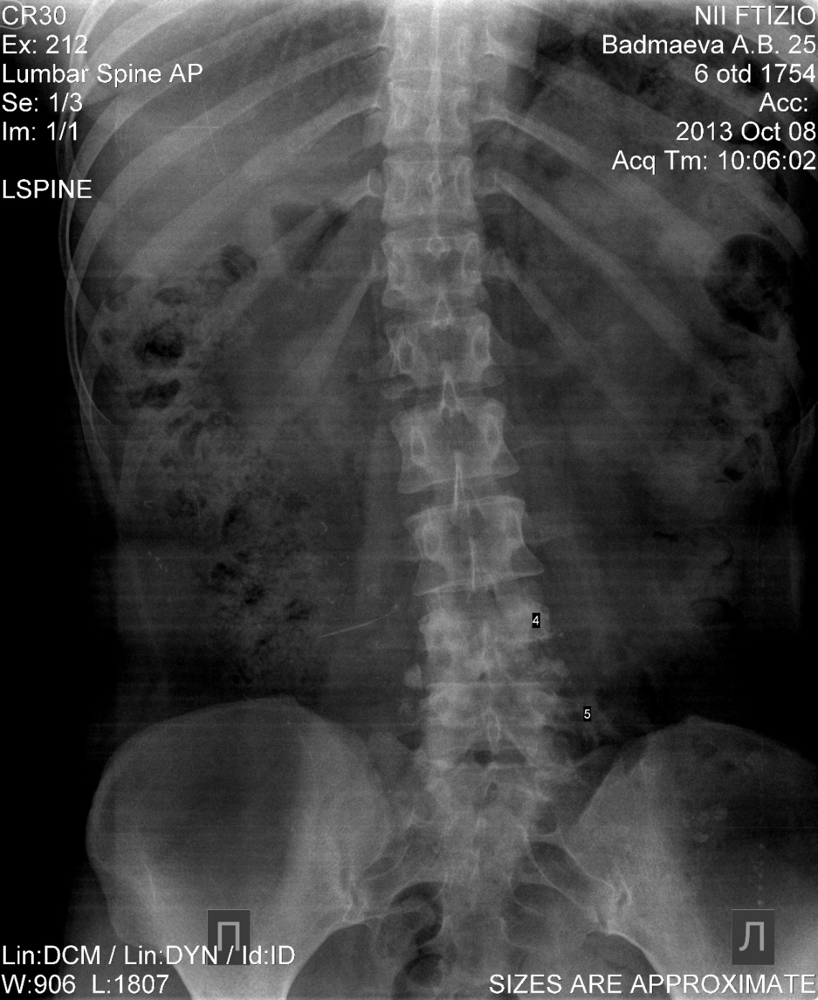 CR30
Ex: 212
Lumbar Spine AP
Se: 1/3
Im: 1/1
LSPINE
NII FTIZIO
Badmaeva A.B. 25
6 otd 1754
Acc:
2013 Oct 08
Acq Tm: 10:06:02
4
5
П
Л
Lin:DCM / Lin:DYN / Id:ID
W:906 L:1807
SIZES ARE APPROXIMATE